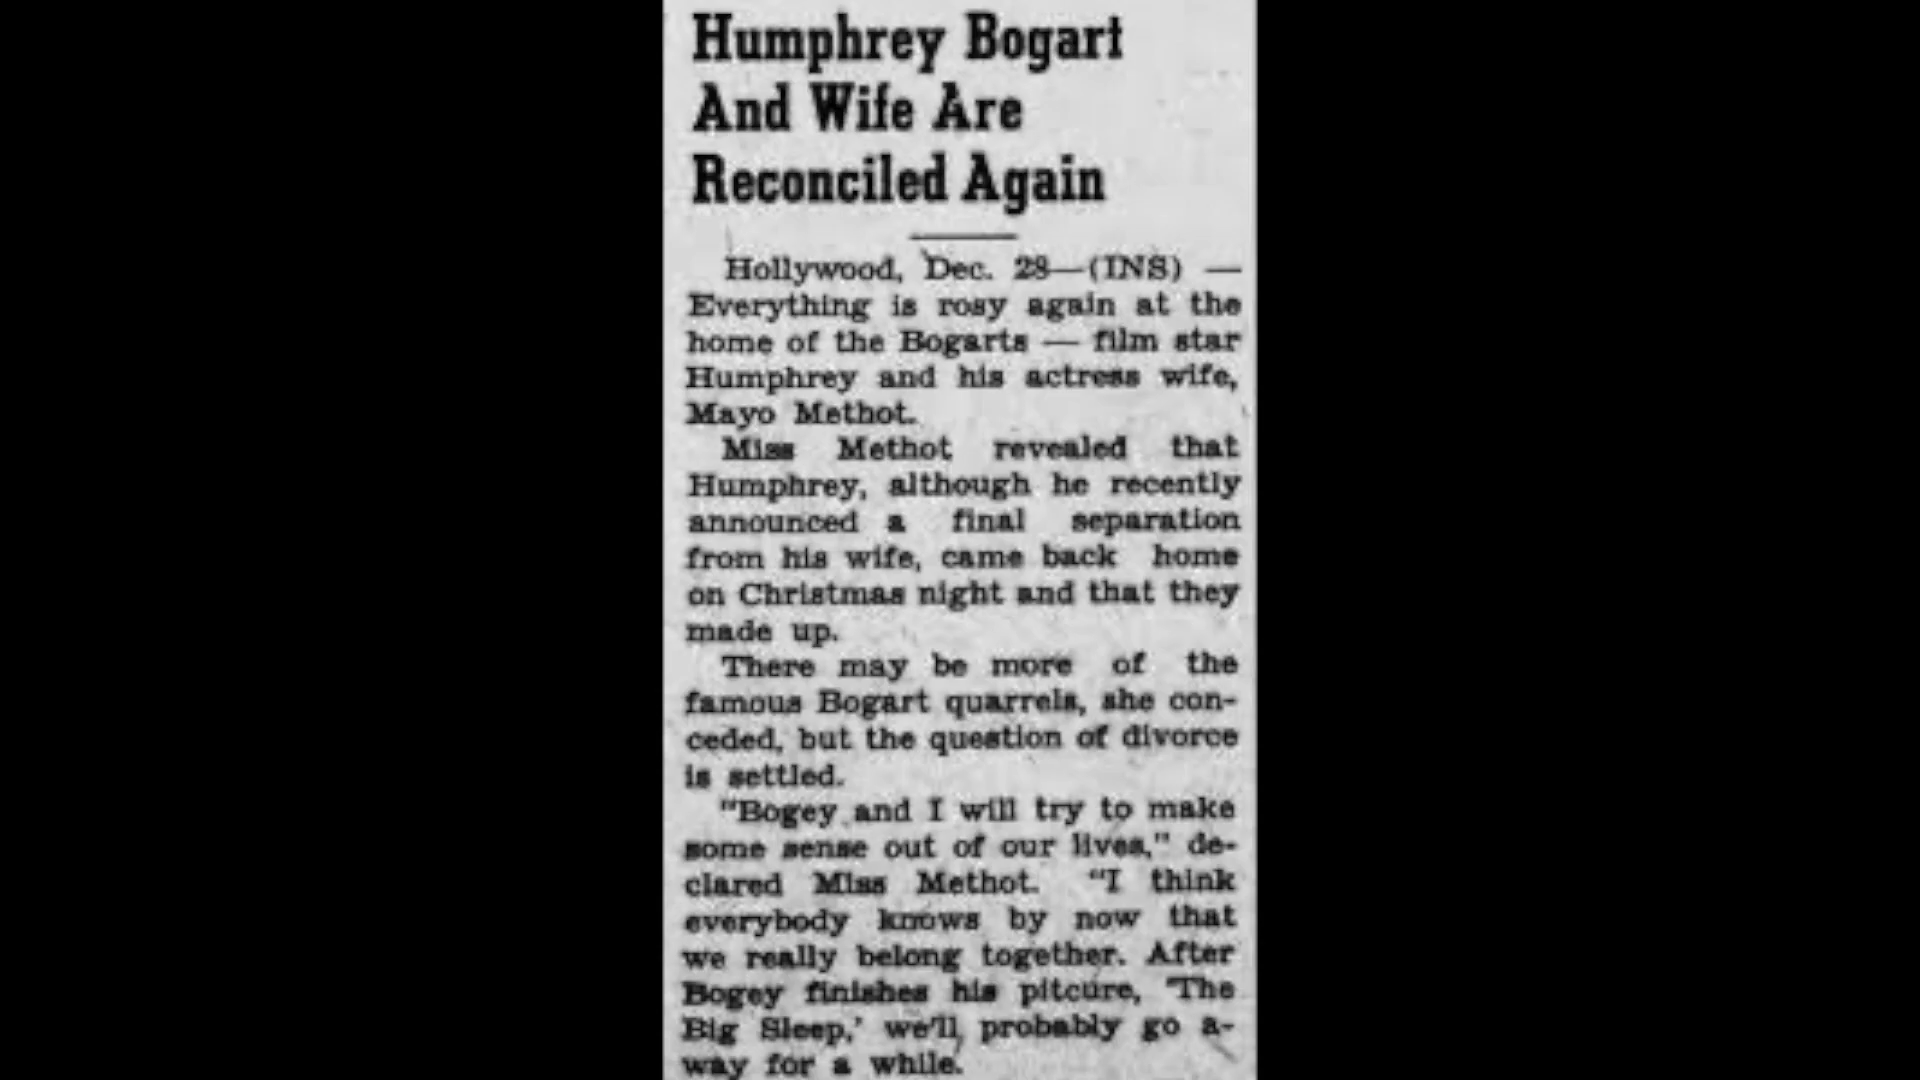 Humphrey Bogart
And Wife Are
Reconciled Again
Hollywood, Dec. 28—(INS) —
Everything is rosy again at the
home of the Bogarts — film star
Humphrey and his actress wife,
Mayo Methot.
Miss Methot revealed that
Humphrey, although he recently
announced a final separation
from his wife, came back home
on Christmas night and that they
made up.
There may be more of the
famous Bogart quarrels, she con-
ceded, but the question of divorce
is settled.
"Bogey and I will try to make
some sense out of our lives," de-
clared Miss Methot. "I think
everybody knows by now that
we really belong together. After
Bogey finishes his pitcure, 'The
Big Sleep,' we'll probably go a-
way for a while.